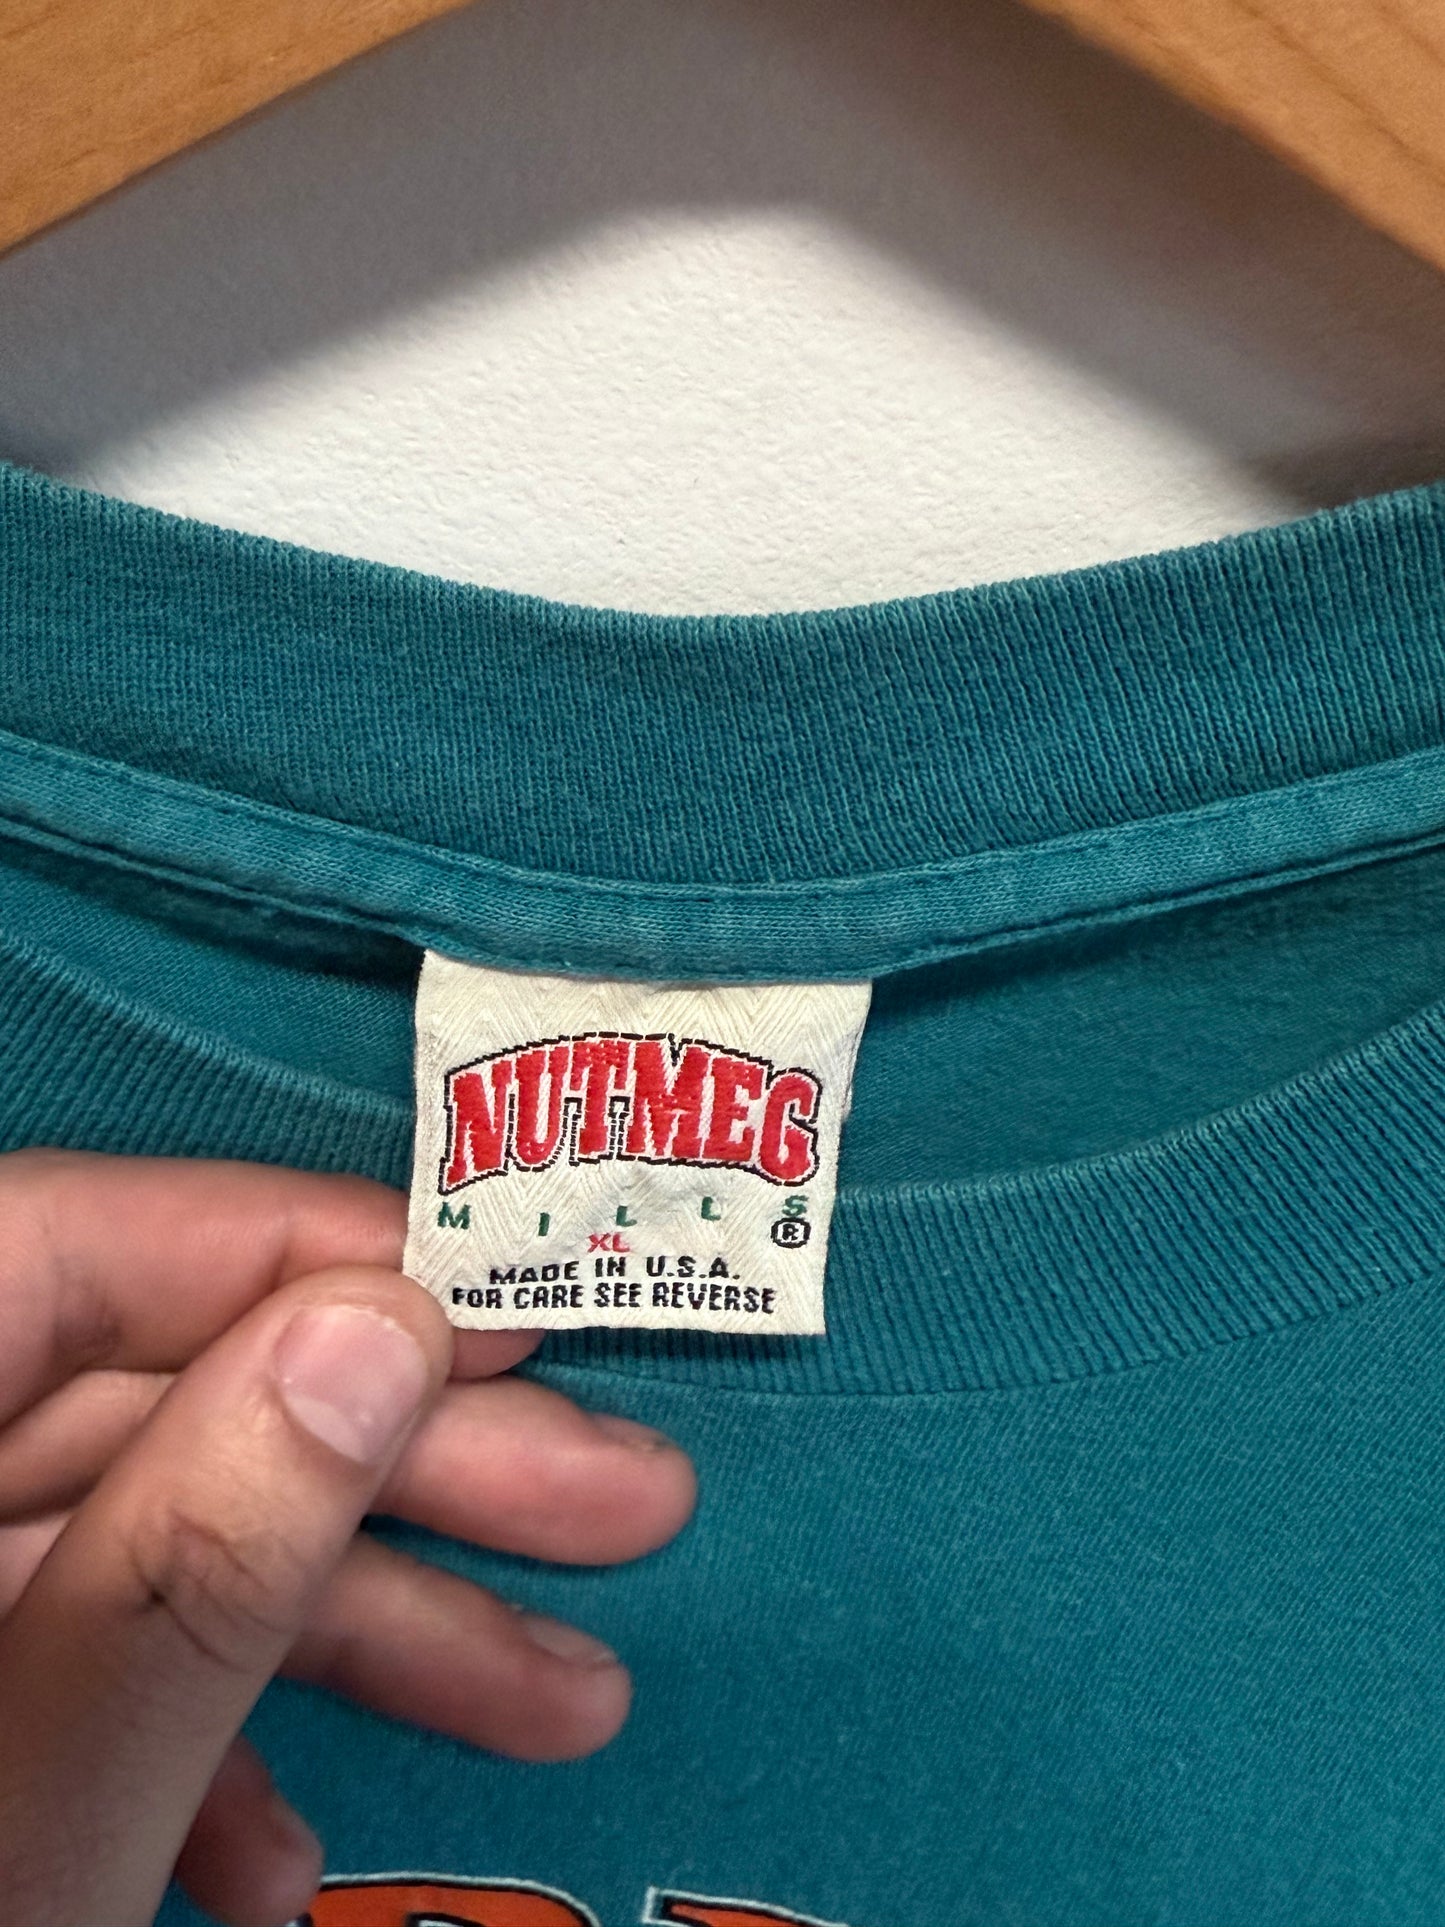 NUTMEG
MILLS
®
XL
MADE IN U.S.A.
FOR CARE SEE REVERSE